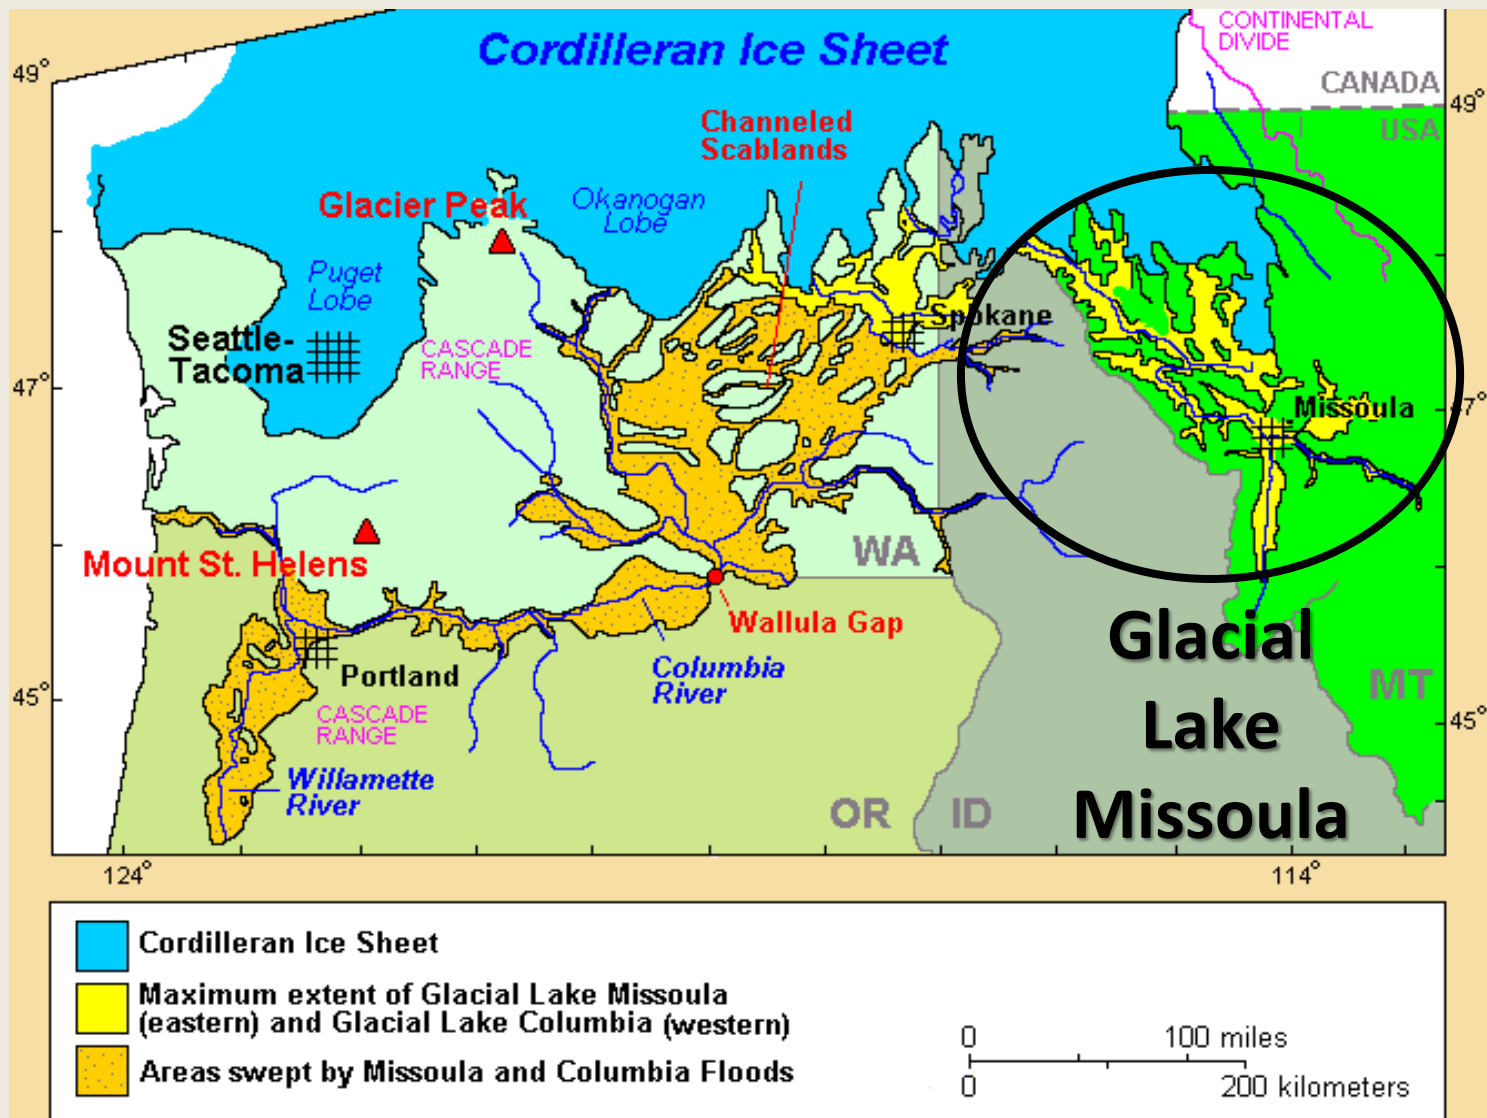 Cordilleran Ice Sheet
CONTINENTAL
DIVIDE
CANADA
USA
49°
49°
Channeled
Scablands
Glacier Peak
Okanogan
Lobe
Puget
Lobe
Seattle-
Tacoma
CASCADE
RANGE
Spokane
47°
47°
Missoula
WA
Mount St. Helens
Wallula Gap
Columbia
River
Portland
CASCADE
RANGE
Willamette
River
45°
45°
OR
ID
MT
Glacial
Lake
Missoula
124°
114°
Cordilleran Ice Sheet
Maximum extent of Glacial Lake Missoula
(eastern) and Glacial Lake Columbia (western)
Areas swept by Missoula and Columbia Floods
0 100 miles
0 200 kilometers